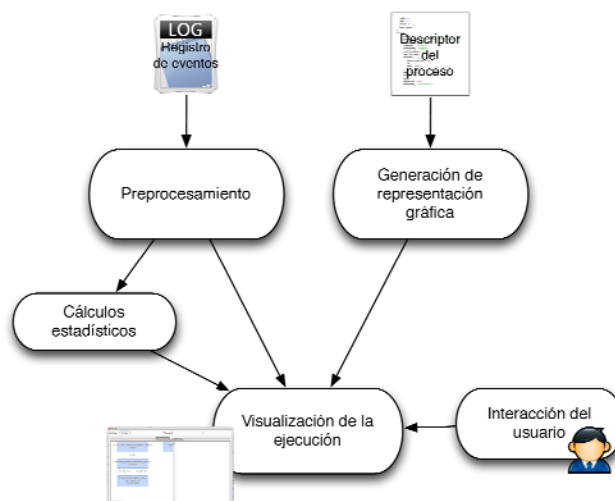 LOG
Registro
de eventos
Descriptor
del
proceso
Preprocesamiento
Generación de
representación
gráfica
Cálculos
estadísticos
Visualización de la
ejecución
Interacción del
usuario